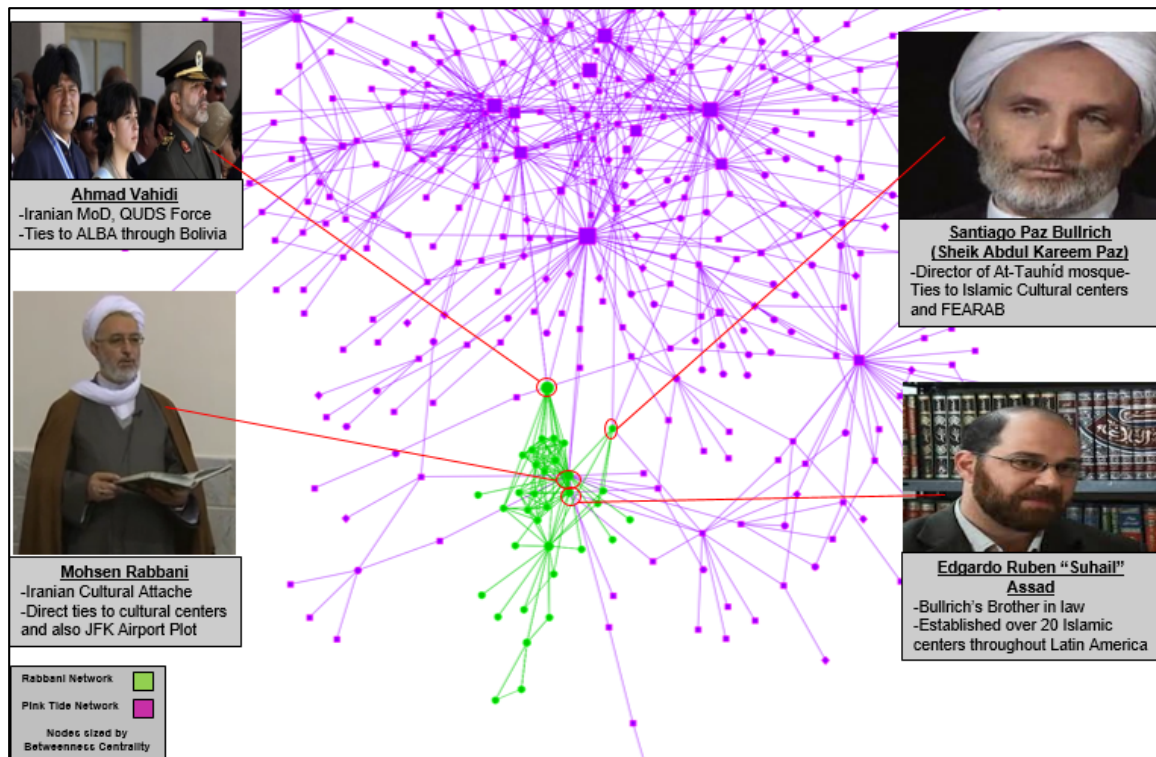 Ahmad Vahidi
-Iranian MoD, QUDS Force
-Ties to ALBA through Bolivia
Santiago Paz Bullrich
(Sheik Abdul Kareem Paz)
-Director of At-Tauhíd mosque-
Ties to Islamic Cultural centers
and FEARAB
Mohsen Rabbani
-Iranian Cultural Attache
-Direct ties to cultural centers
and also JFK Airport Plot
Edgardo Ruben “Suhail”
Assad
-Bullrich's Brother in law
-Established over 20 Islamic
centers throughout Latin America
Rabbani Network
Pink Tide Network
Nodes sized by
Betweenness Centrality